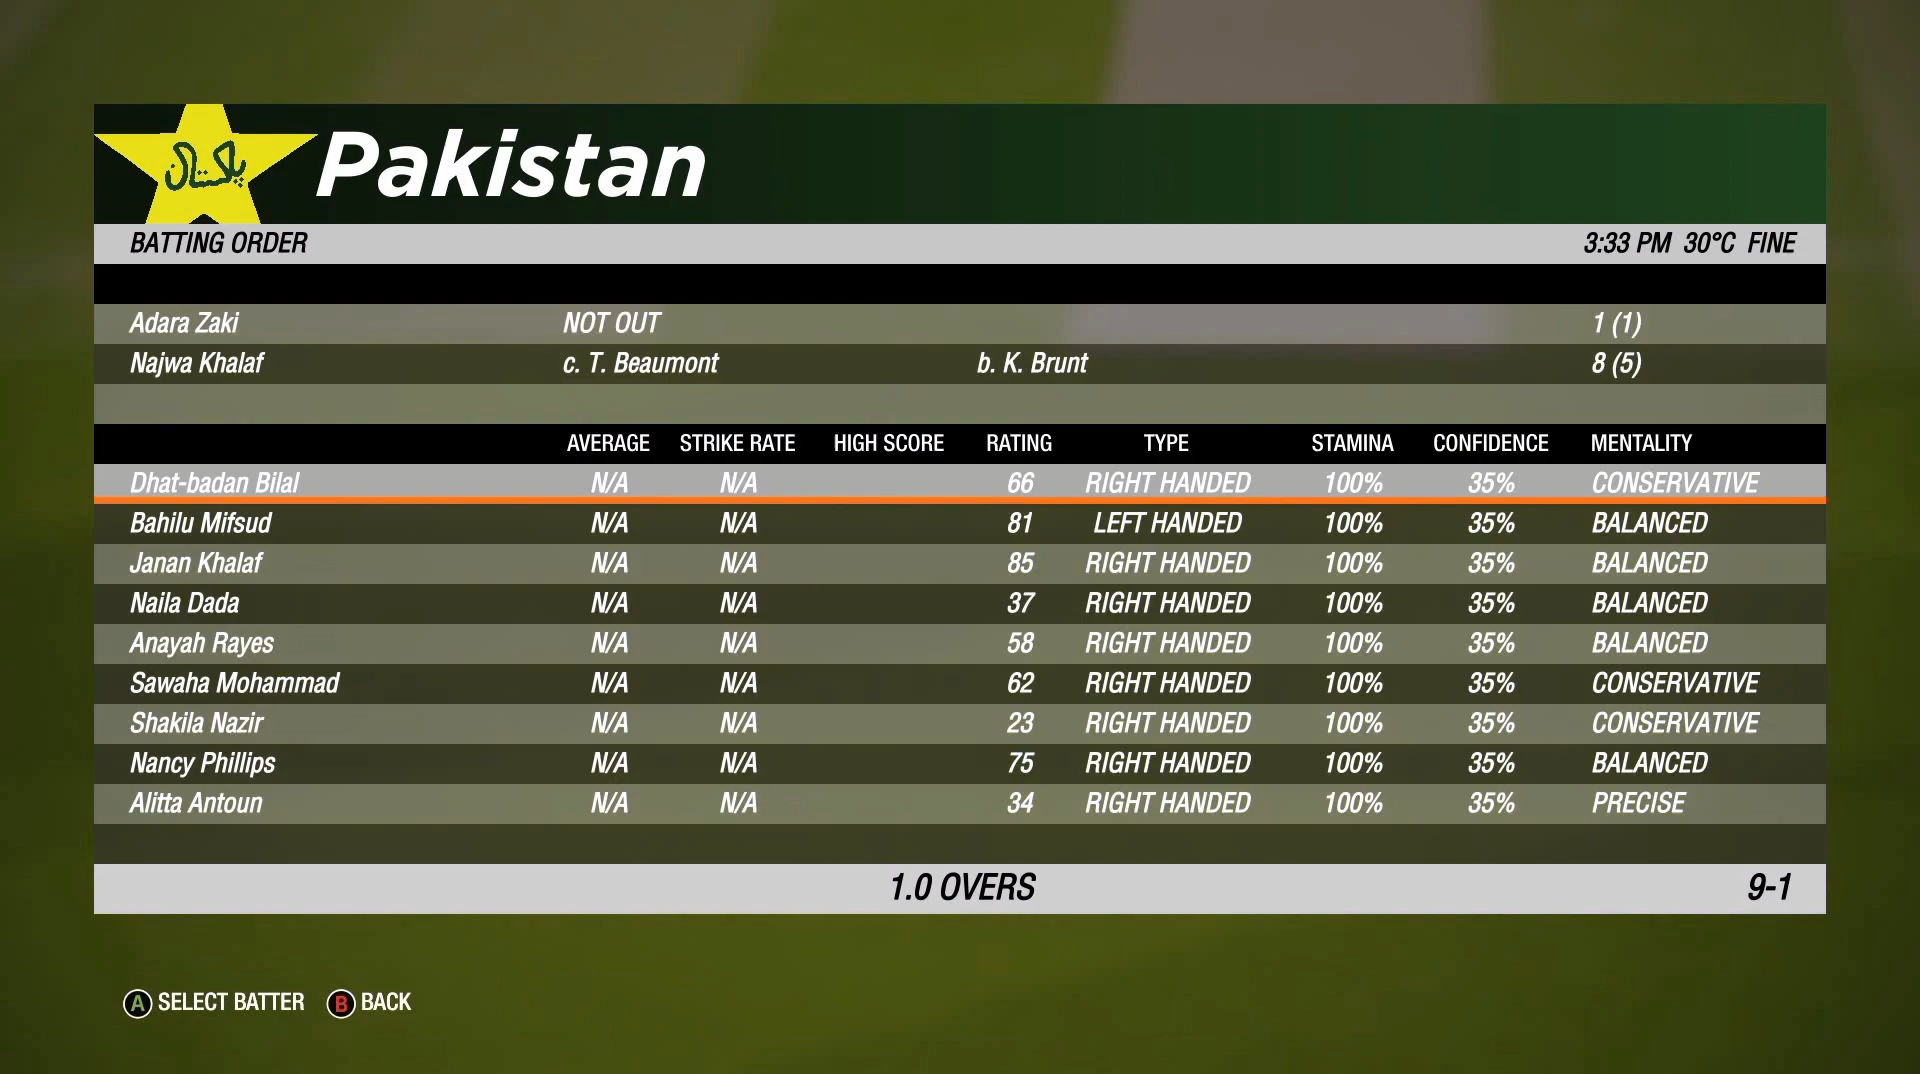 پاکستان Pakistan
BATTING ORDER 3:33 PM 30°C FINE
Adara Zaki NOT OUT 1 (1)
Najwa Khalaf c. T. Beaumont b. K. Brunt 8 (5)
AVERAGE STRIKE RATE HIGH SCORE RATING TYPE STAMINA CONFIDENCE MENTALITY
Dhat-badan Bilal N/A N/A 66 RIGHT HANDED 100% 35% CONSERVATIVE
Bahilu Mifsud N/A N/A 81 LEFT HANDED 100% 35% BALANCED
Janan Khalaf N/A N/A 85 RIGHT HANDED 100% 35% BALANCED
Naila Dada N/A N/A 37 RIGHT HANDED 100% 35% BALANCED
Anayah Rayes N/A N/A 58 RIGHT HANDED 100% 35% BALANCED
Sawaha Mohammad N/A N/A 62 RIGHT HANDED 100% 35% CONSERVATIVE
Shakila Nazir N/A N/A 23 RIGHT HANDED 100% 35% CONSERVATIVE
Nancy Phillips N/A N/A 75 RIGHT HANDED 100% 35% BALANCED
Alitta Antoun N/A N/A 34 RIGHT HANDED 100% 35% PRECISE
1.0 OVERS 9-1
A SELECT BATTER B BACK